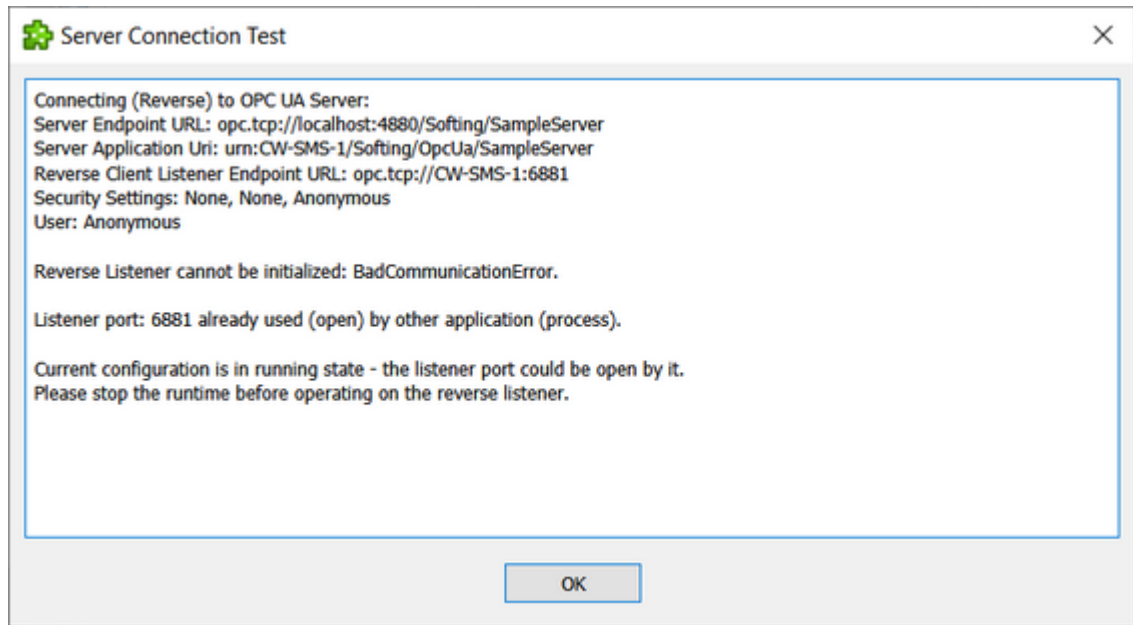 Server Connection Test
Connecting (Reverse) to OPC UA Server:
Server Endpoint URL: opc.tcp://localhost:4880/Softing/SampleServer
Server Application Uri: urn:CW-SMS-1/Softing/OpcUa/SampleServer
Reverse Client Listener Endpoint URL: opc.tcp://CW-SMS-1:6881
Security Settings: None, None, Anonymous
User: Anonymous
Reverse Listener cannot be initialized: BadCommunicationError.
Listener port: 6881 already used (open) by other application (process).
Current configuration is in running state - the listener port could be open by it.
Please stop the runtime before operating on the reverse listener.
OK